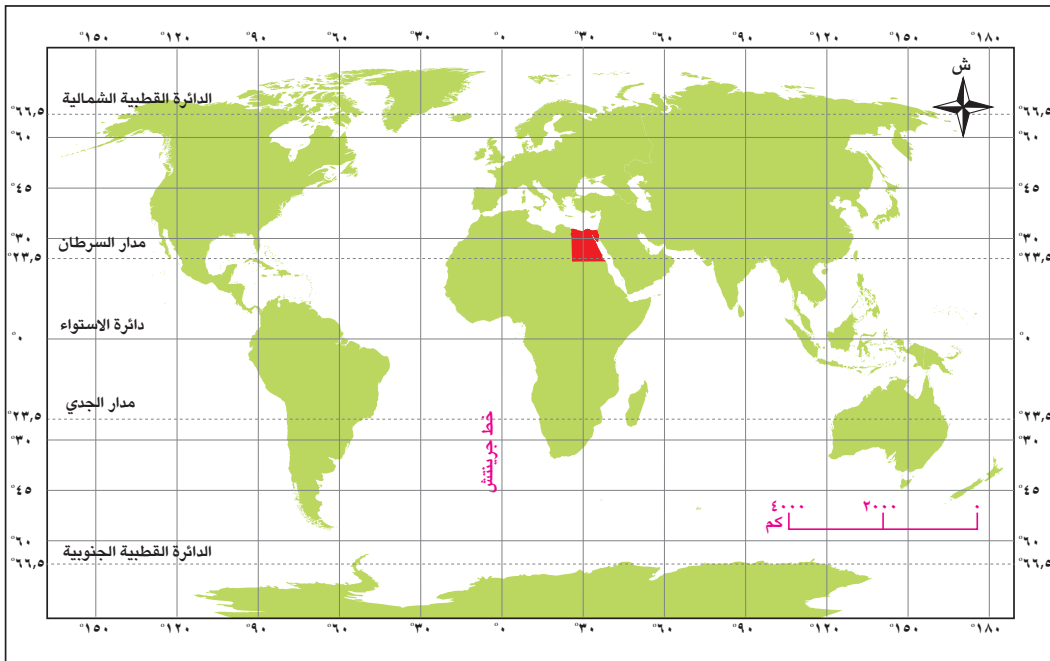 °١٥٠ °١٢٠ °٩٠ °٦٠ °٣٠ °٠ °٣٠ °٦٠ °٩٠ °١٢٠ °١٥٠ °١٨٠
ش
الدائرة القطبية الشمالية
°٦٦,٥ °٦٦,٥
°٦٠ °٦٠
°٤٥ °٤٥
°٣٠ °٣٠
مدار السرطان
°٢٣,٥ °٢٣,٥
دائرة الاستواء
°٠ °٠
مدار الجدي
°٢٣,٥ °٢٣,٥
خط جرينتش
°٣٠ °٣٠
°٤٥ °٤٥
٤٠٠٠ ٢٠٠٠ ٠
كم
°٦٠ °٦٠
الدائرة القطبية الجنوبية
°٦٦,٥ °٦٦,٥
°١٥٠ °١٢٠ °٩٠ °٦٠ °٣٠ °٠ °٣٠ °٦٠ °٩٠ °١٢٠ °١٥٠ °١٨٠